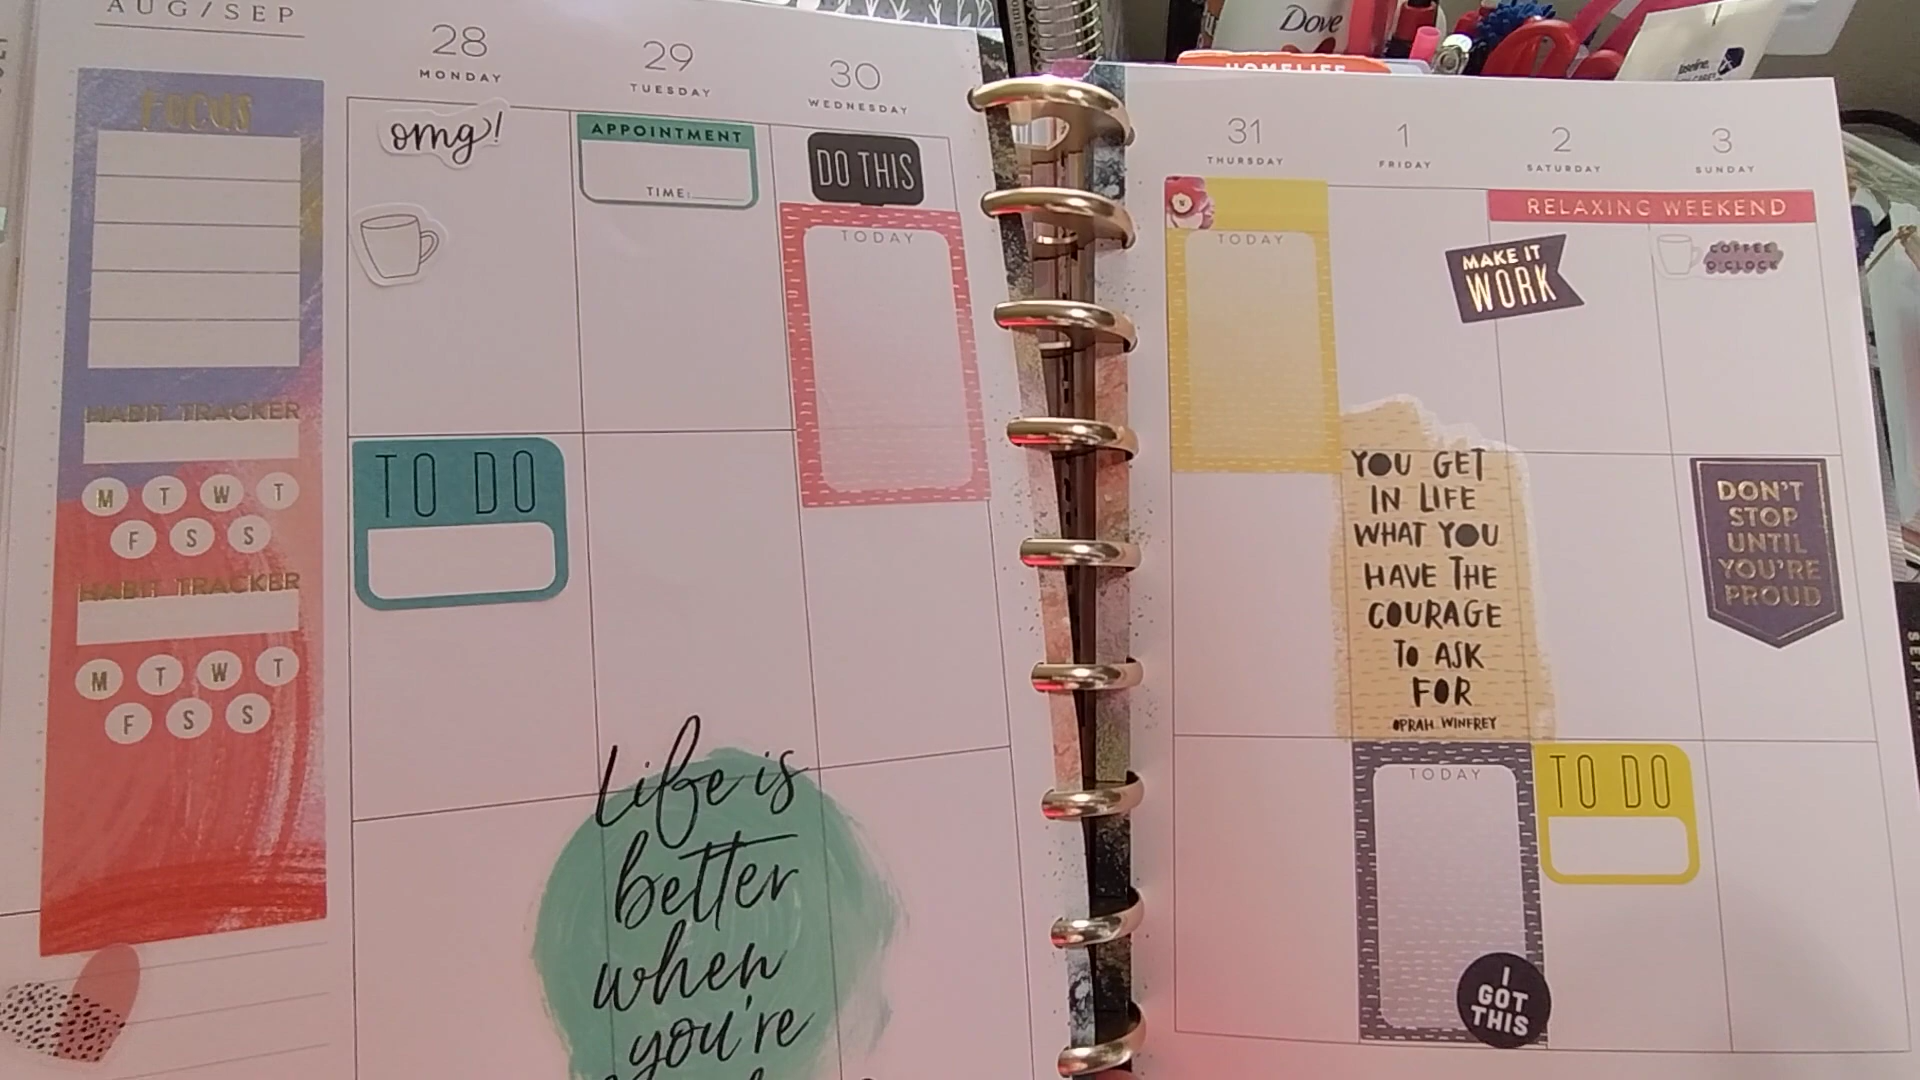 AUG/SEP
28
MONDAY
29
TUESDAY
30
WEDNESDAY
FOCUS
HABIT TRACKER
M T W T
F S S
HABIT TRACKER
M T W T
F S S
omg!
APPOINTMENT
TIME:
DO THIS
TODAY
TO DO
Life is
better
when
you're
Dove
HOMELIFE
31
THURSDAY
1
FRIDAY
2
SATURDAY
3
SUNDAY
TODAY
RELAXING WEEKEND
MAKE IT
WORK
COFFEE
O'CLOCK
YOU GET
IN LIFE
WHAT YOU
HAVE THE
COURAGE
TO ASK
FOR
OPRAH WINFREY
DON'T
STOP
UNTIL
YOU'RE
PROUD
TODAY
TO DO
I
GOT
THIS